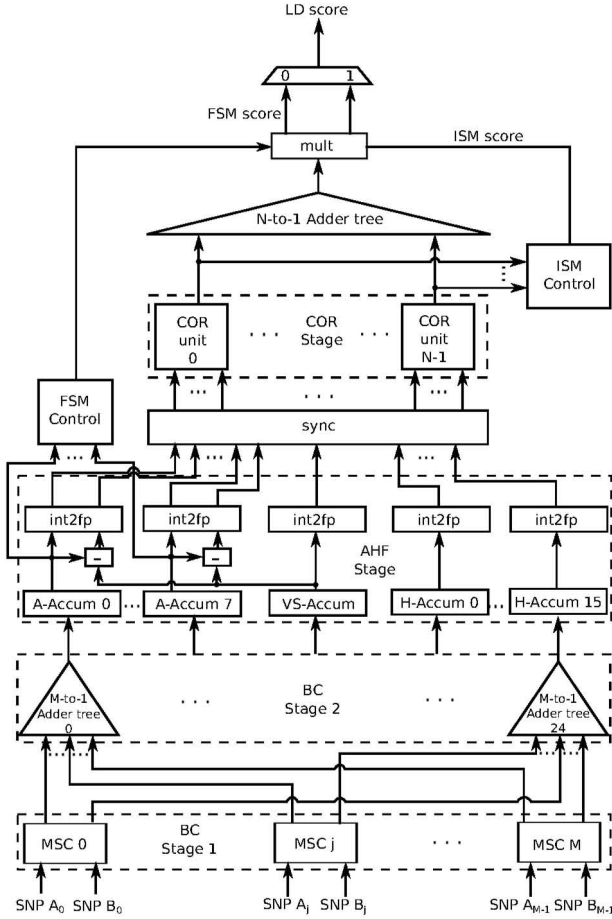 LD score
0 1
FSM score
mult
ISM score
N-to-1 Adder tree
ISM
Control
COR
unit
0
. . . COR
Stage . . .
COR
unit
N-1
FSM
Control
sync
int2fp int2fp int2fp int2fp int2fp
- -
AHF
Stage
A-Accum 0 ... A-Accum 7 VS-Accum H-Accum 0 ... H-Accum 15
M-to-1
Adder tree
0
. . . BC
Stage 2 . . .
M-to-1
Adder tree
24
MSC 0
BC
Stage 1
MSC j
. . .
MSC M
SNP A₀ SNP B₀ SNP Aⱼ SNP Bⱼ SNP A_M-1 SNP B_M-1